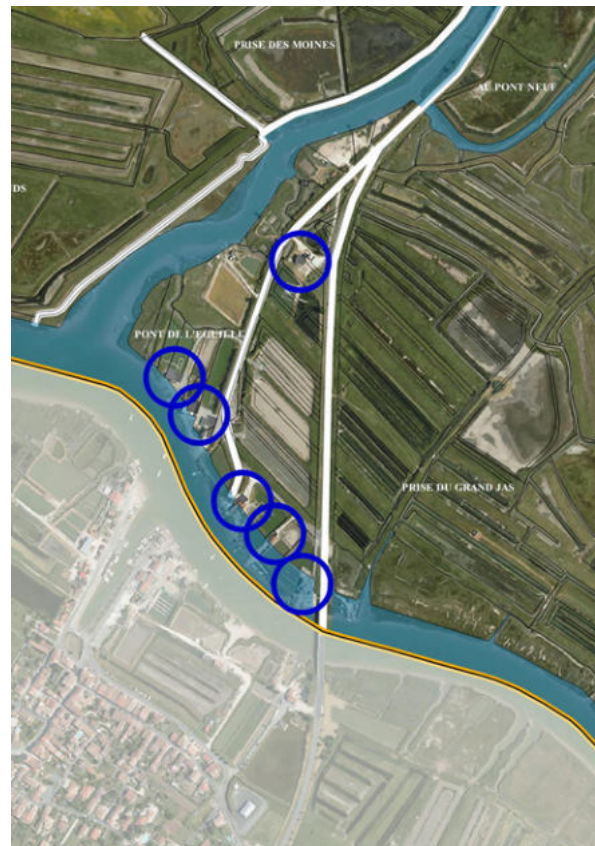 PRISE DES MOINES
AU PONT NEUF
DS
PONT DE L'EGUILLE
PRISE DU GRAND JAS